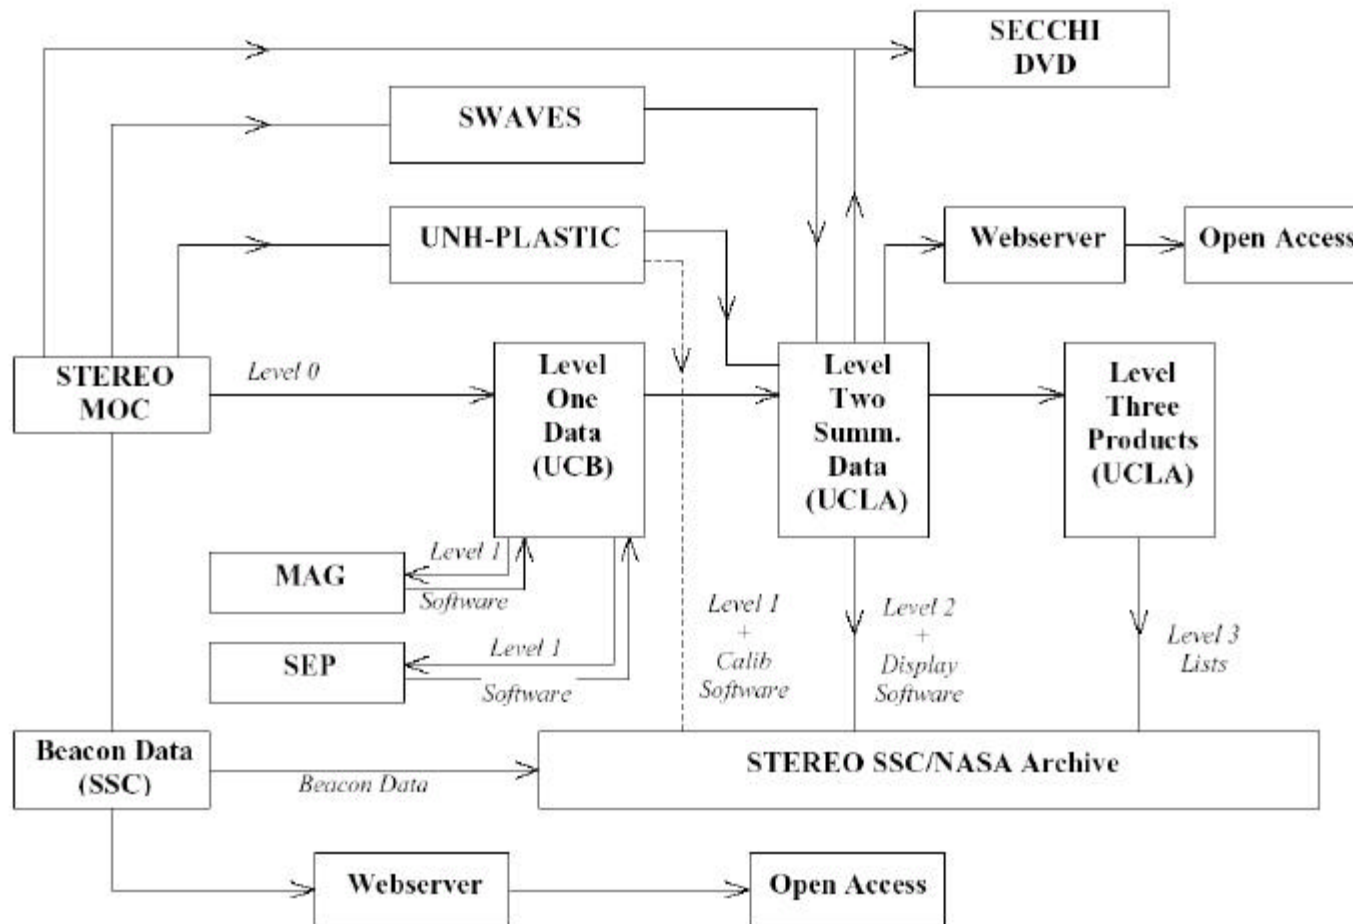 SECCHI
DVD
SWAVES
UNH-PLASTIC
Webserver
Open Access
STEREO
MOC
Level 0
Level
One
Data
(UCB)
Level
Two
Summ.
Data
(UCLA)
Level
Three
Products
(UCLA)
MAG
Level 1
Software
SEP
Level 1
Software
Level 1
+
Calib
Software
Level 2
+
Display
Software
Level 3
Lists
Beacon Data
(SSC)
Beacon Data
STEREO SSC/NASA Archive
Webserver
Open Access